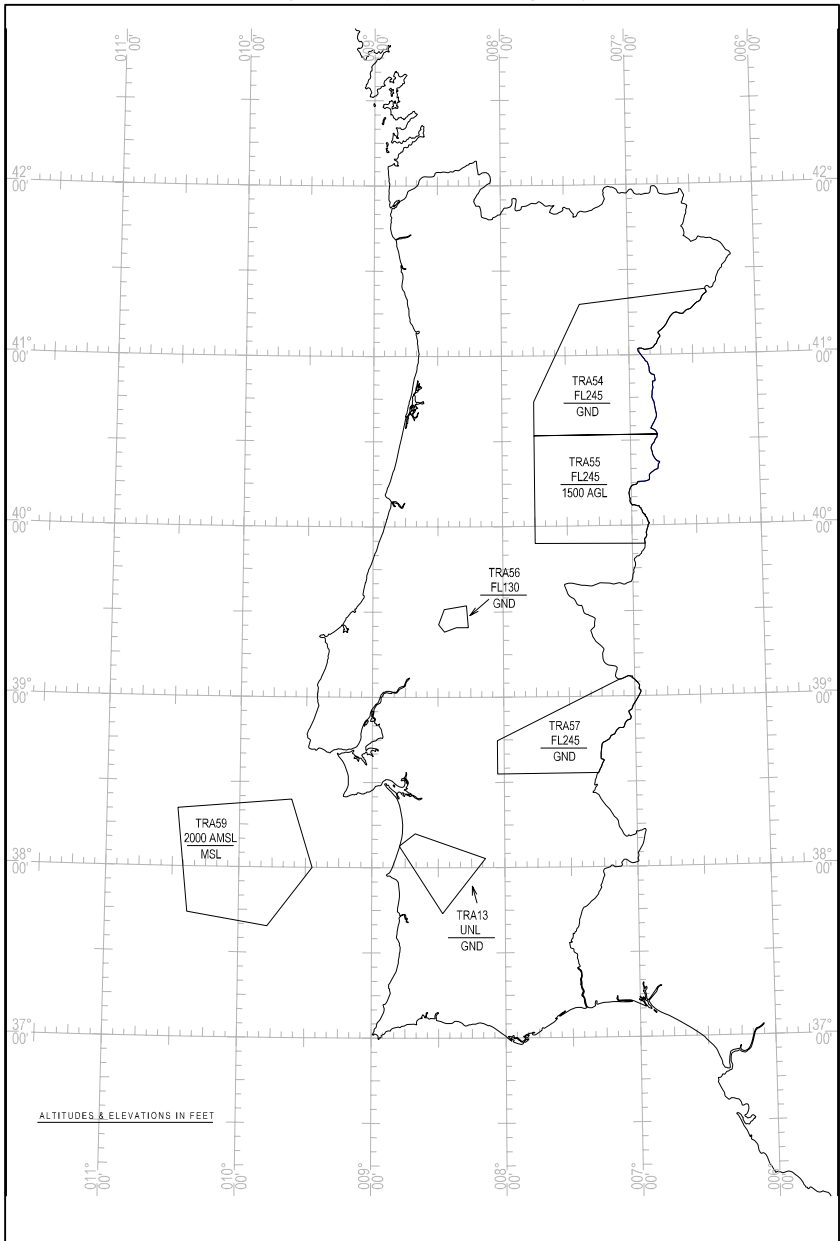 011°
00'
010°
00'
009°
00'
008°
00'
007°
00'
006°
00'
42°
00'
42°
00'
41°
00'
41°
00'
TRA54
FL245
GND
TRA55
FL245
1500 AGL
40°
00'
40°
00'
TRA56
FL130
GND
39°
00'
39°
00'
TRA57
FL245
GND
TRA59
2000 AMSL
MSL
38°
00'
38°
00'
TRA13
UNL
GND
37°
00'
37°
00'
ALTITUDES & ELEVATIONS IN FEET
011°
00'
010°
00'
009°
00'
008°
00'
007°
00'
006°
00'